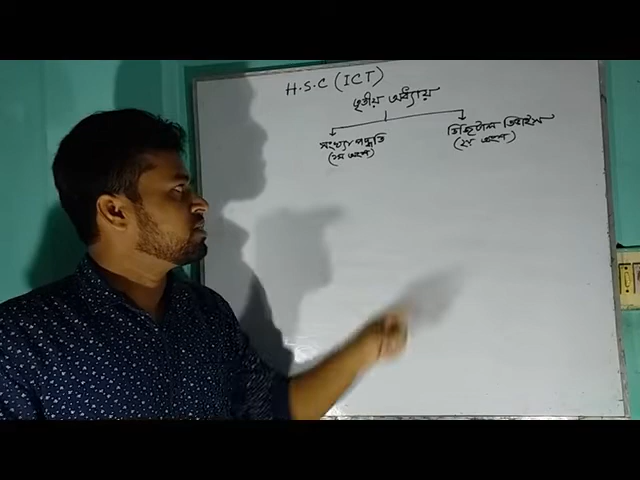 H.S.C (ICT)
তৃতীয় অধ্যায়
সংখ্যা পদ্ধতি
(১ম অংশ)
ডিজিটাল ডিভাইস
(২য় অংশ)